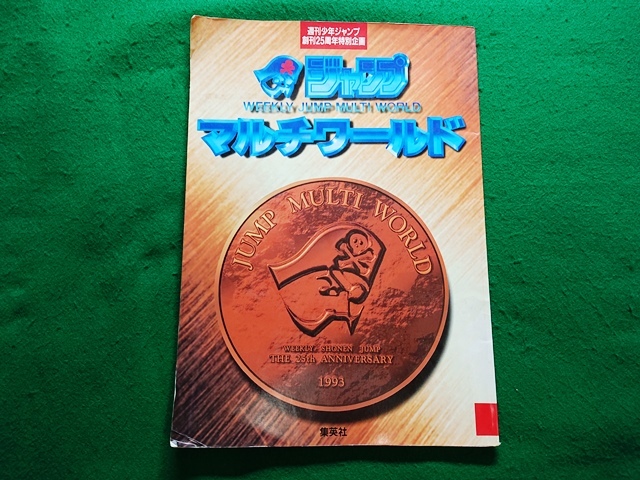 週刊少年ジャンプ
創刊25周年特別企画
ジャンプ
WEEKLY JUMP MULTI WORLD
マルチワールド
JUMP MULTI WORLD
WEEKLY SHONEN JUMP
THE 25th ANNIVERSARY
1993
集英社